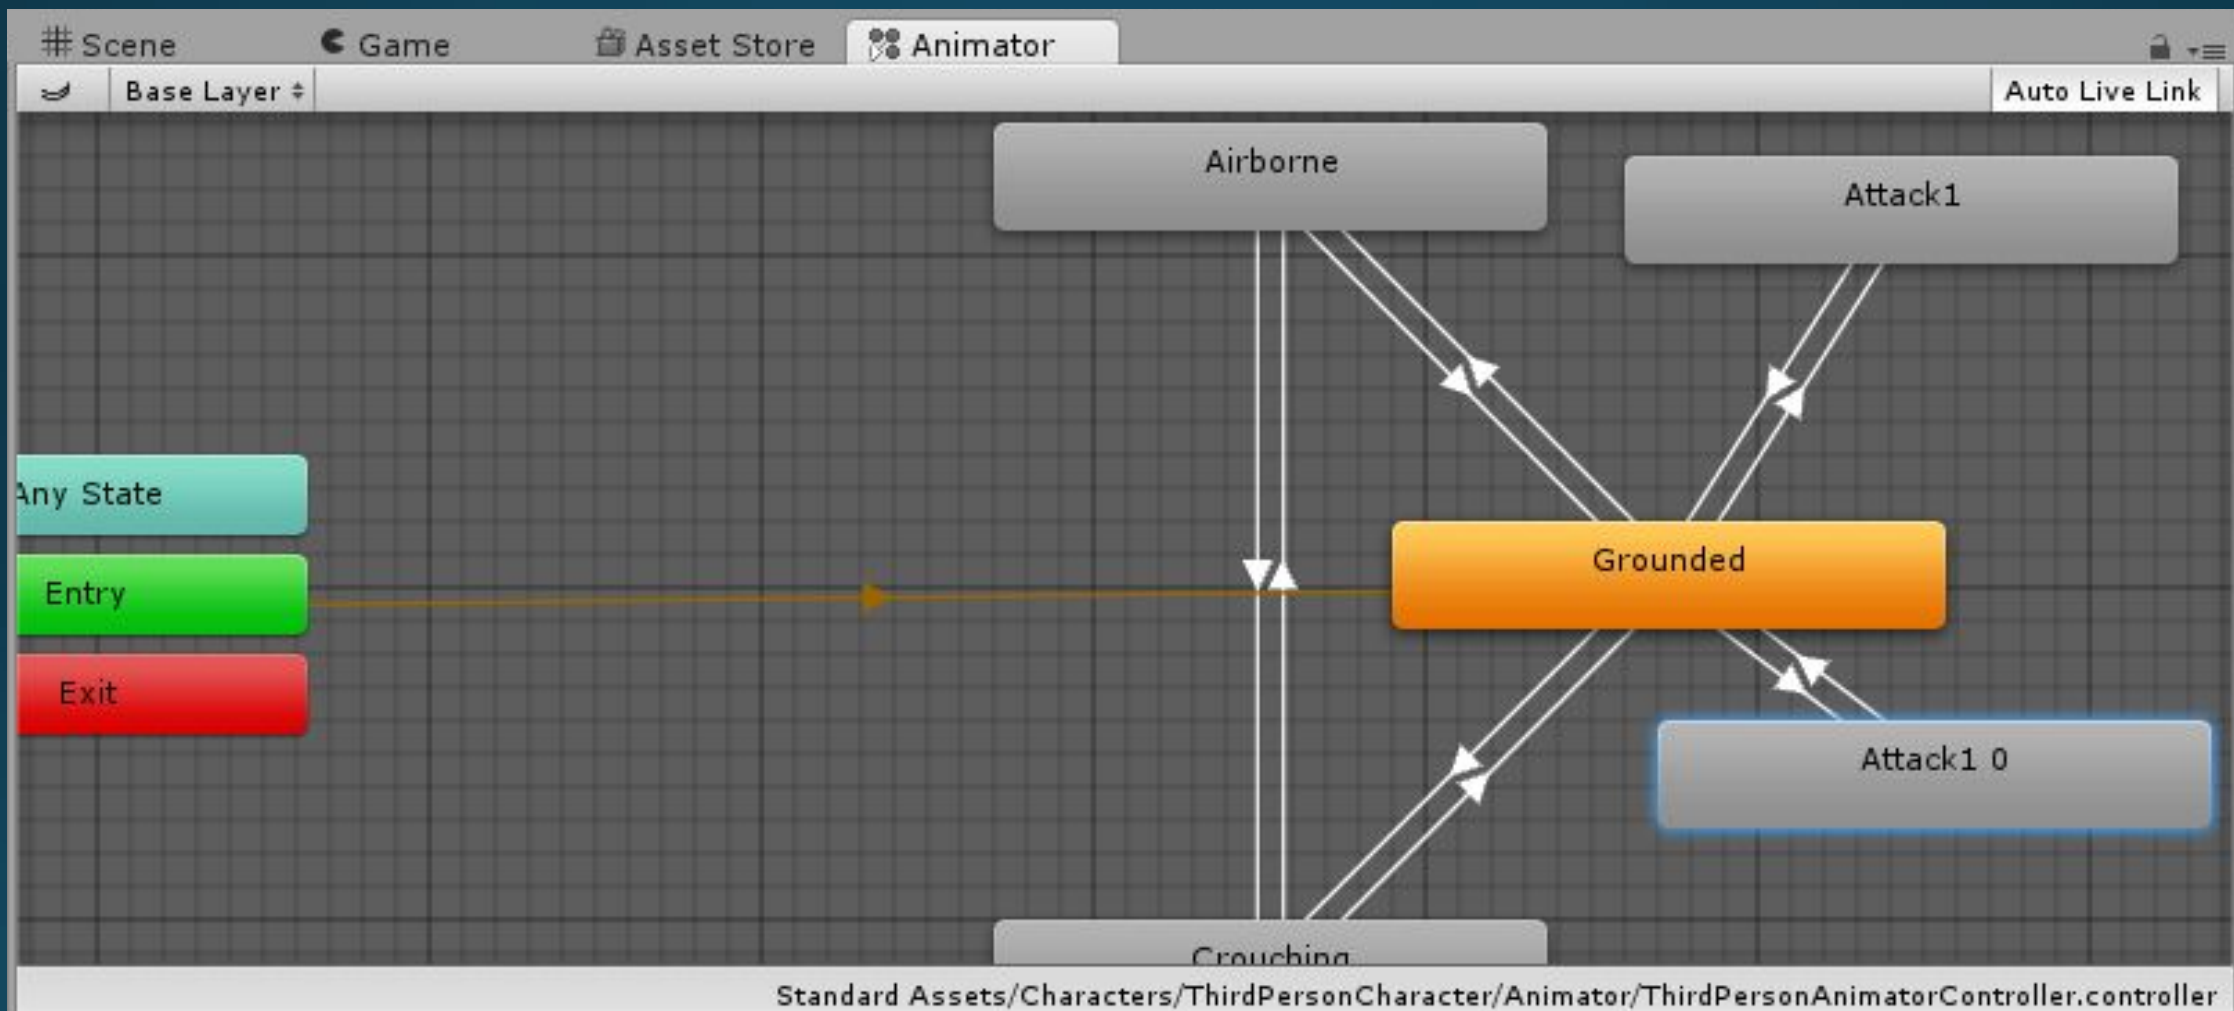 Scene Game Asset Store Animator
Base Layer Auto Live Link
Airborne
Attack1
Any State
Entry
Grounded
Exit
Attack1 0
Crouching
Standard Assets/Characters/ThirdPersonCharacter/Animator/ThirdPersonAnimatorController.controller